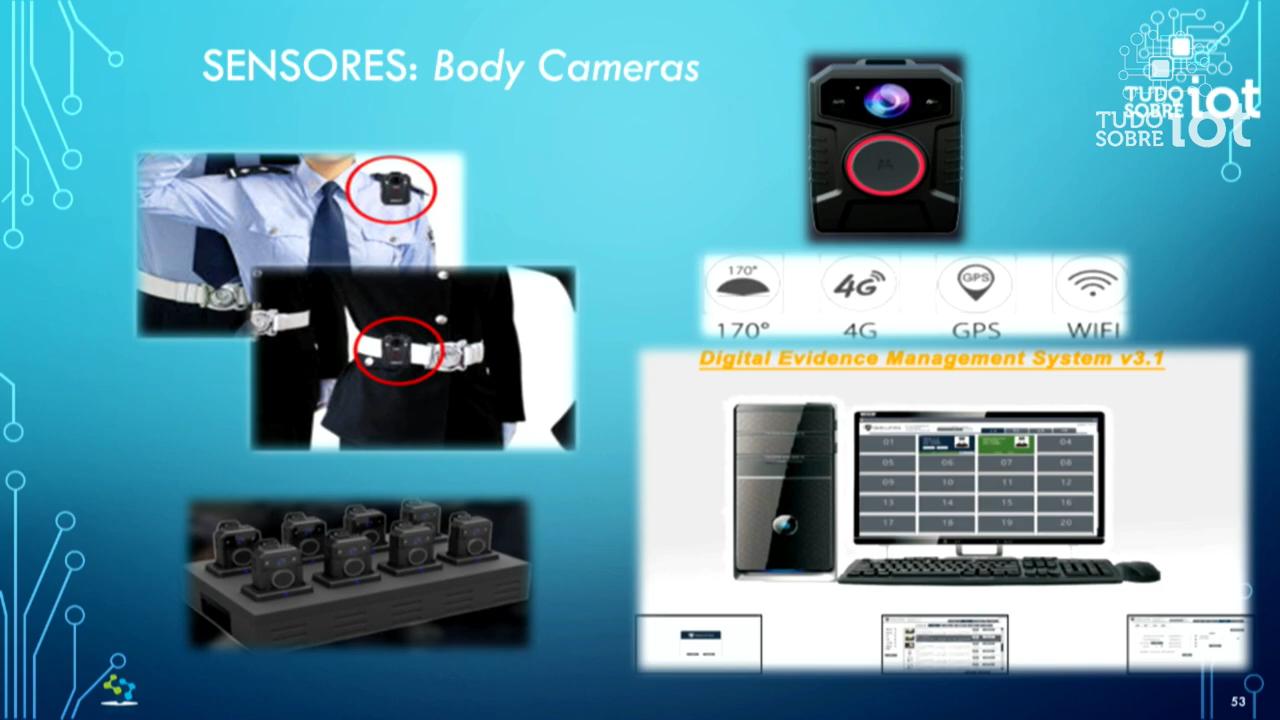 SENSORES: Body Cameras
TUDO
SOBRE iot
TUDO
SOBRE iot
170°
4G
GPS
170°
4G
GPS
WIFI
Digital Evidence Management System v3.1
01
04
05
06
07
08
09
10
11
12
13
14
15
16
17
18
19
20
53